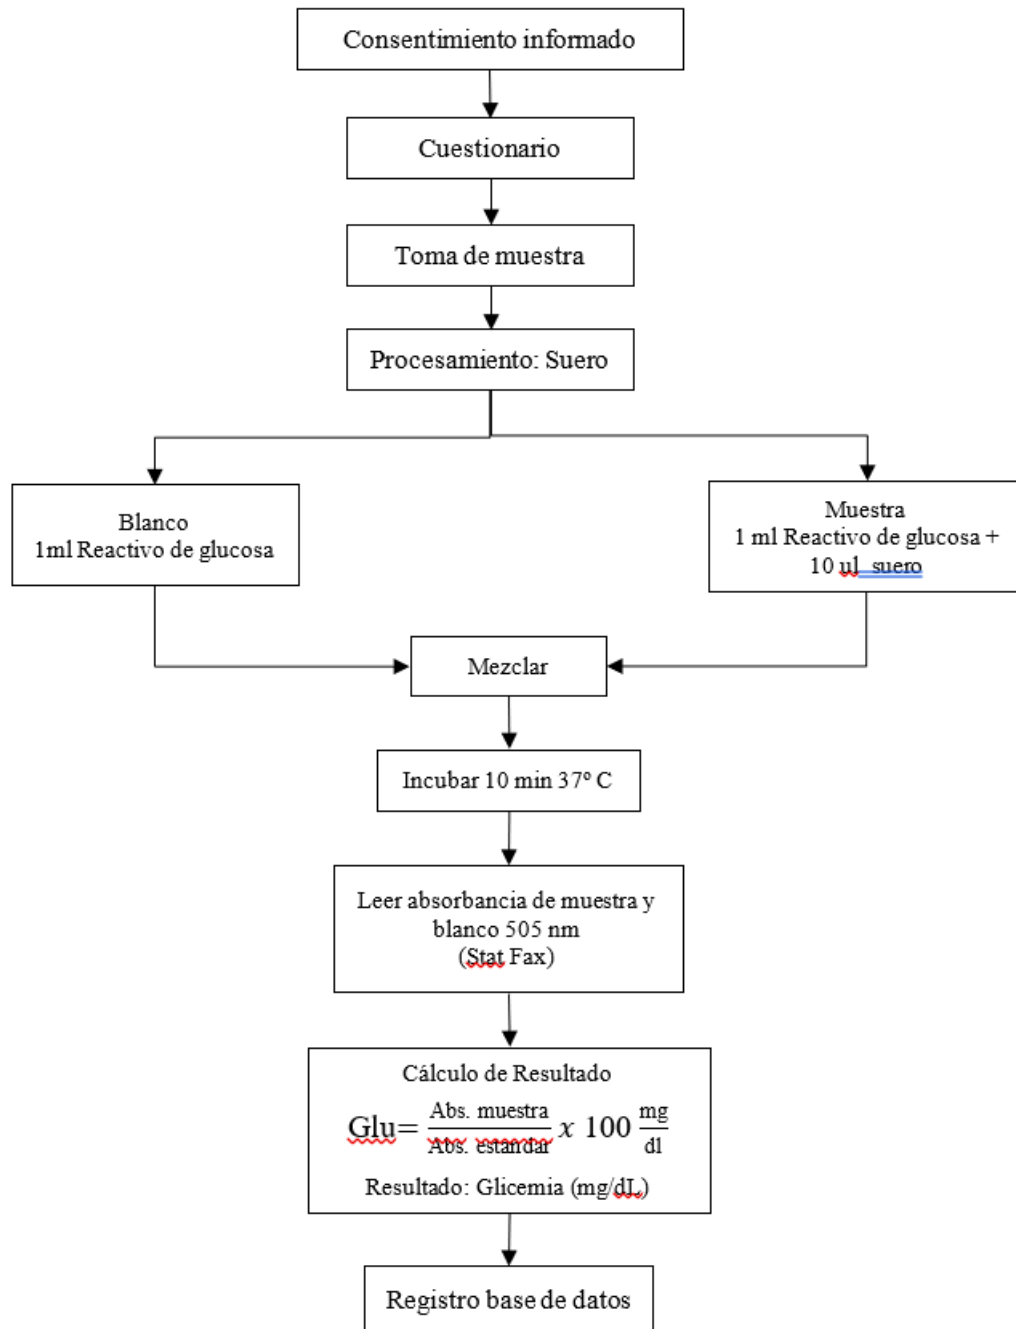 Consentimiento informado
Cuestionario
Toma de muestra
Procesamiento: Suero
Blanco
1ml Reactivo de glucosa
Muestra
1 ml Reactivo de glucosa +
10 ul  suero
Mezclar
Incubar 10 min 37º C
Leer absorbancia de muestra y
blanco 505 nm
(Stat Fax)
Cálculo de Resultado
Glu= Abs. muestra / Abs. estandar x 100 mg / dl
Resultado: Glicemia (mg/dL)
Registro base de datos